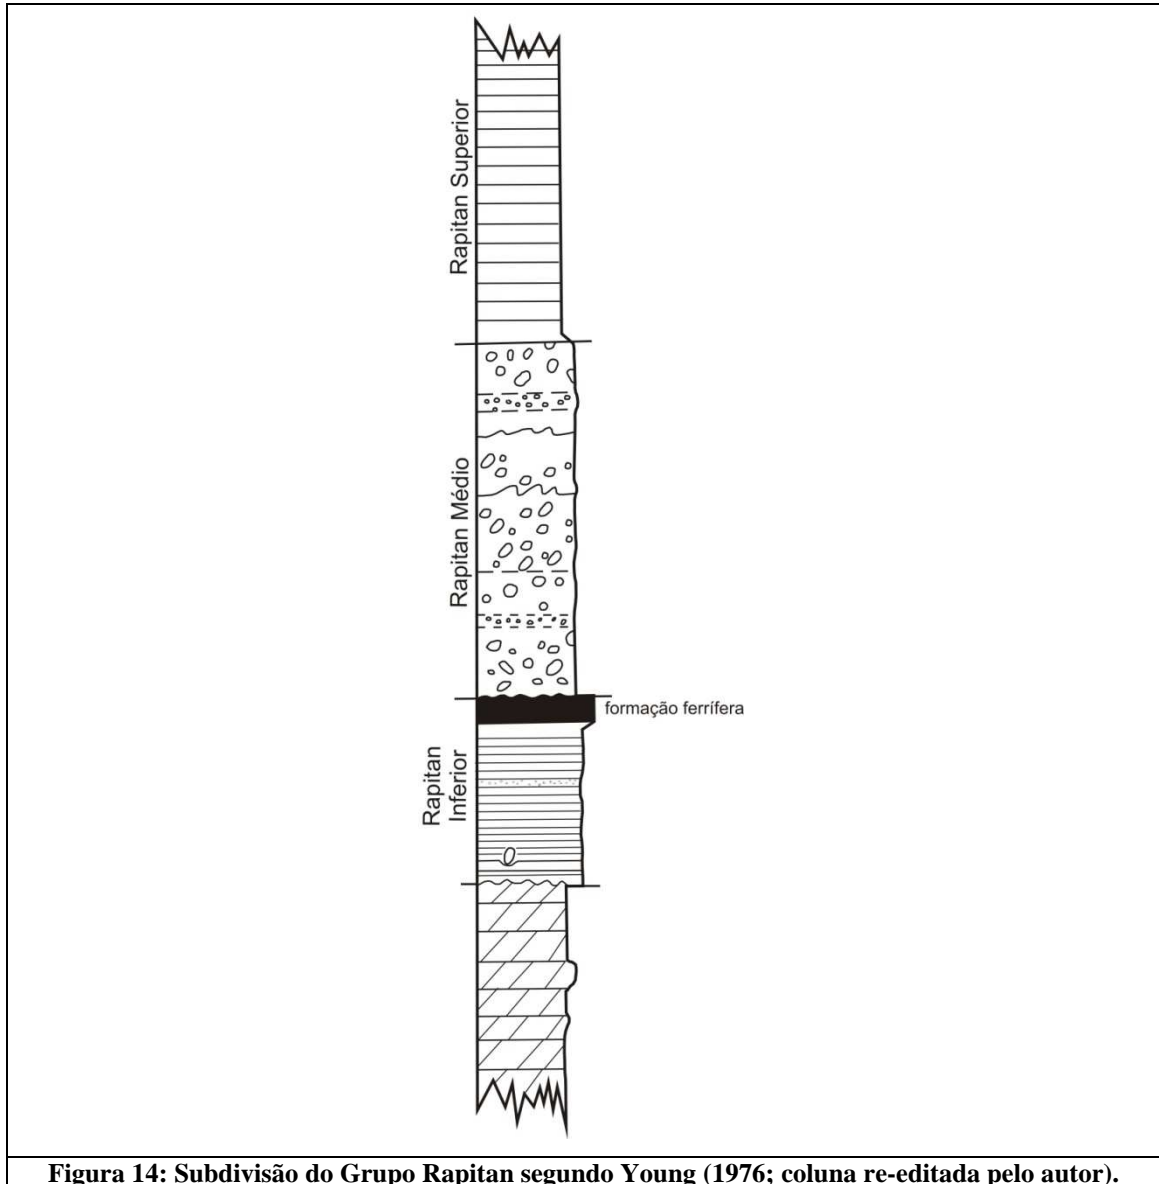 Rapitan Superior
Rapitan Médio
formação ferrífera
Rapitan
Inferior
Figura 14: Subdivisão do Grupo Rapitan segundo Young (1976; coluna re-editada pelo autor).